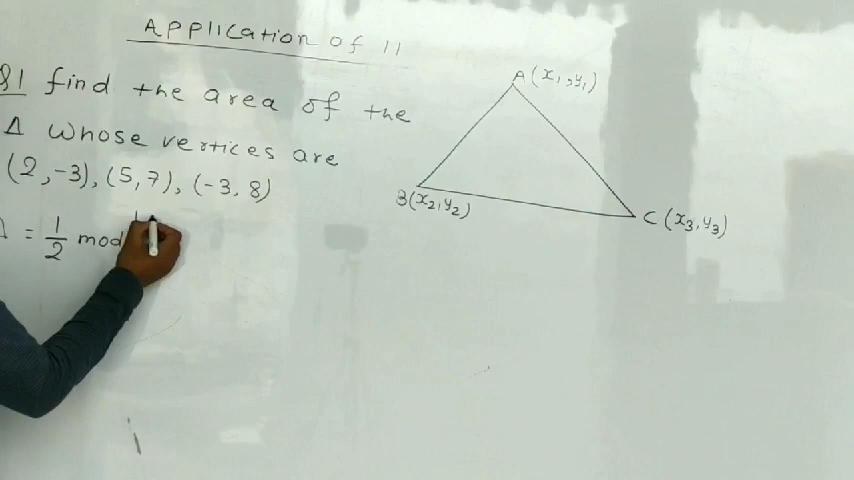 Application of ||
Q1 find the area of the
Δ whose vertices are
(2,-3), (5,7), (-3,8)
Δ = 1/2 mod
A(x₁,y₁)
B(x₂,y₂)
C(x₃,y₃)